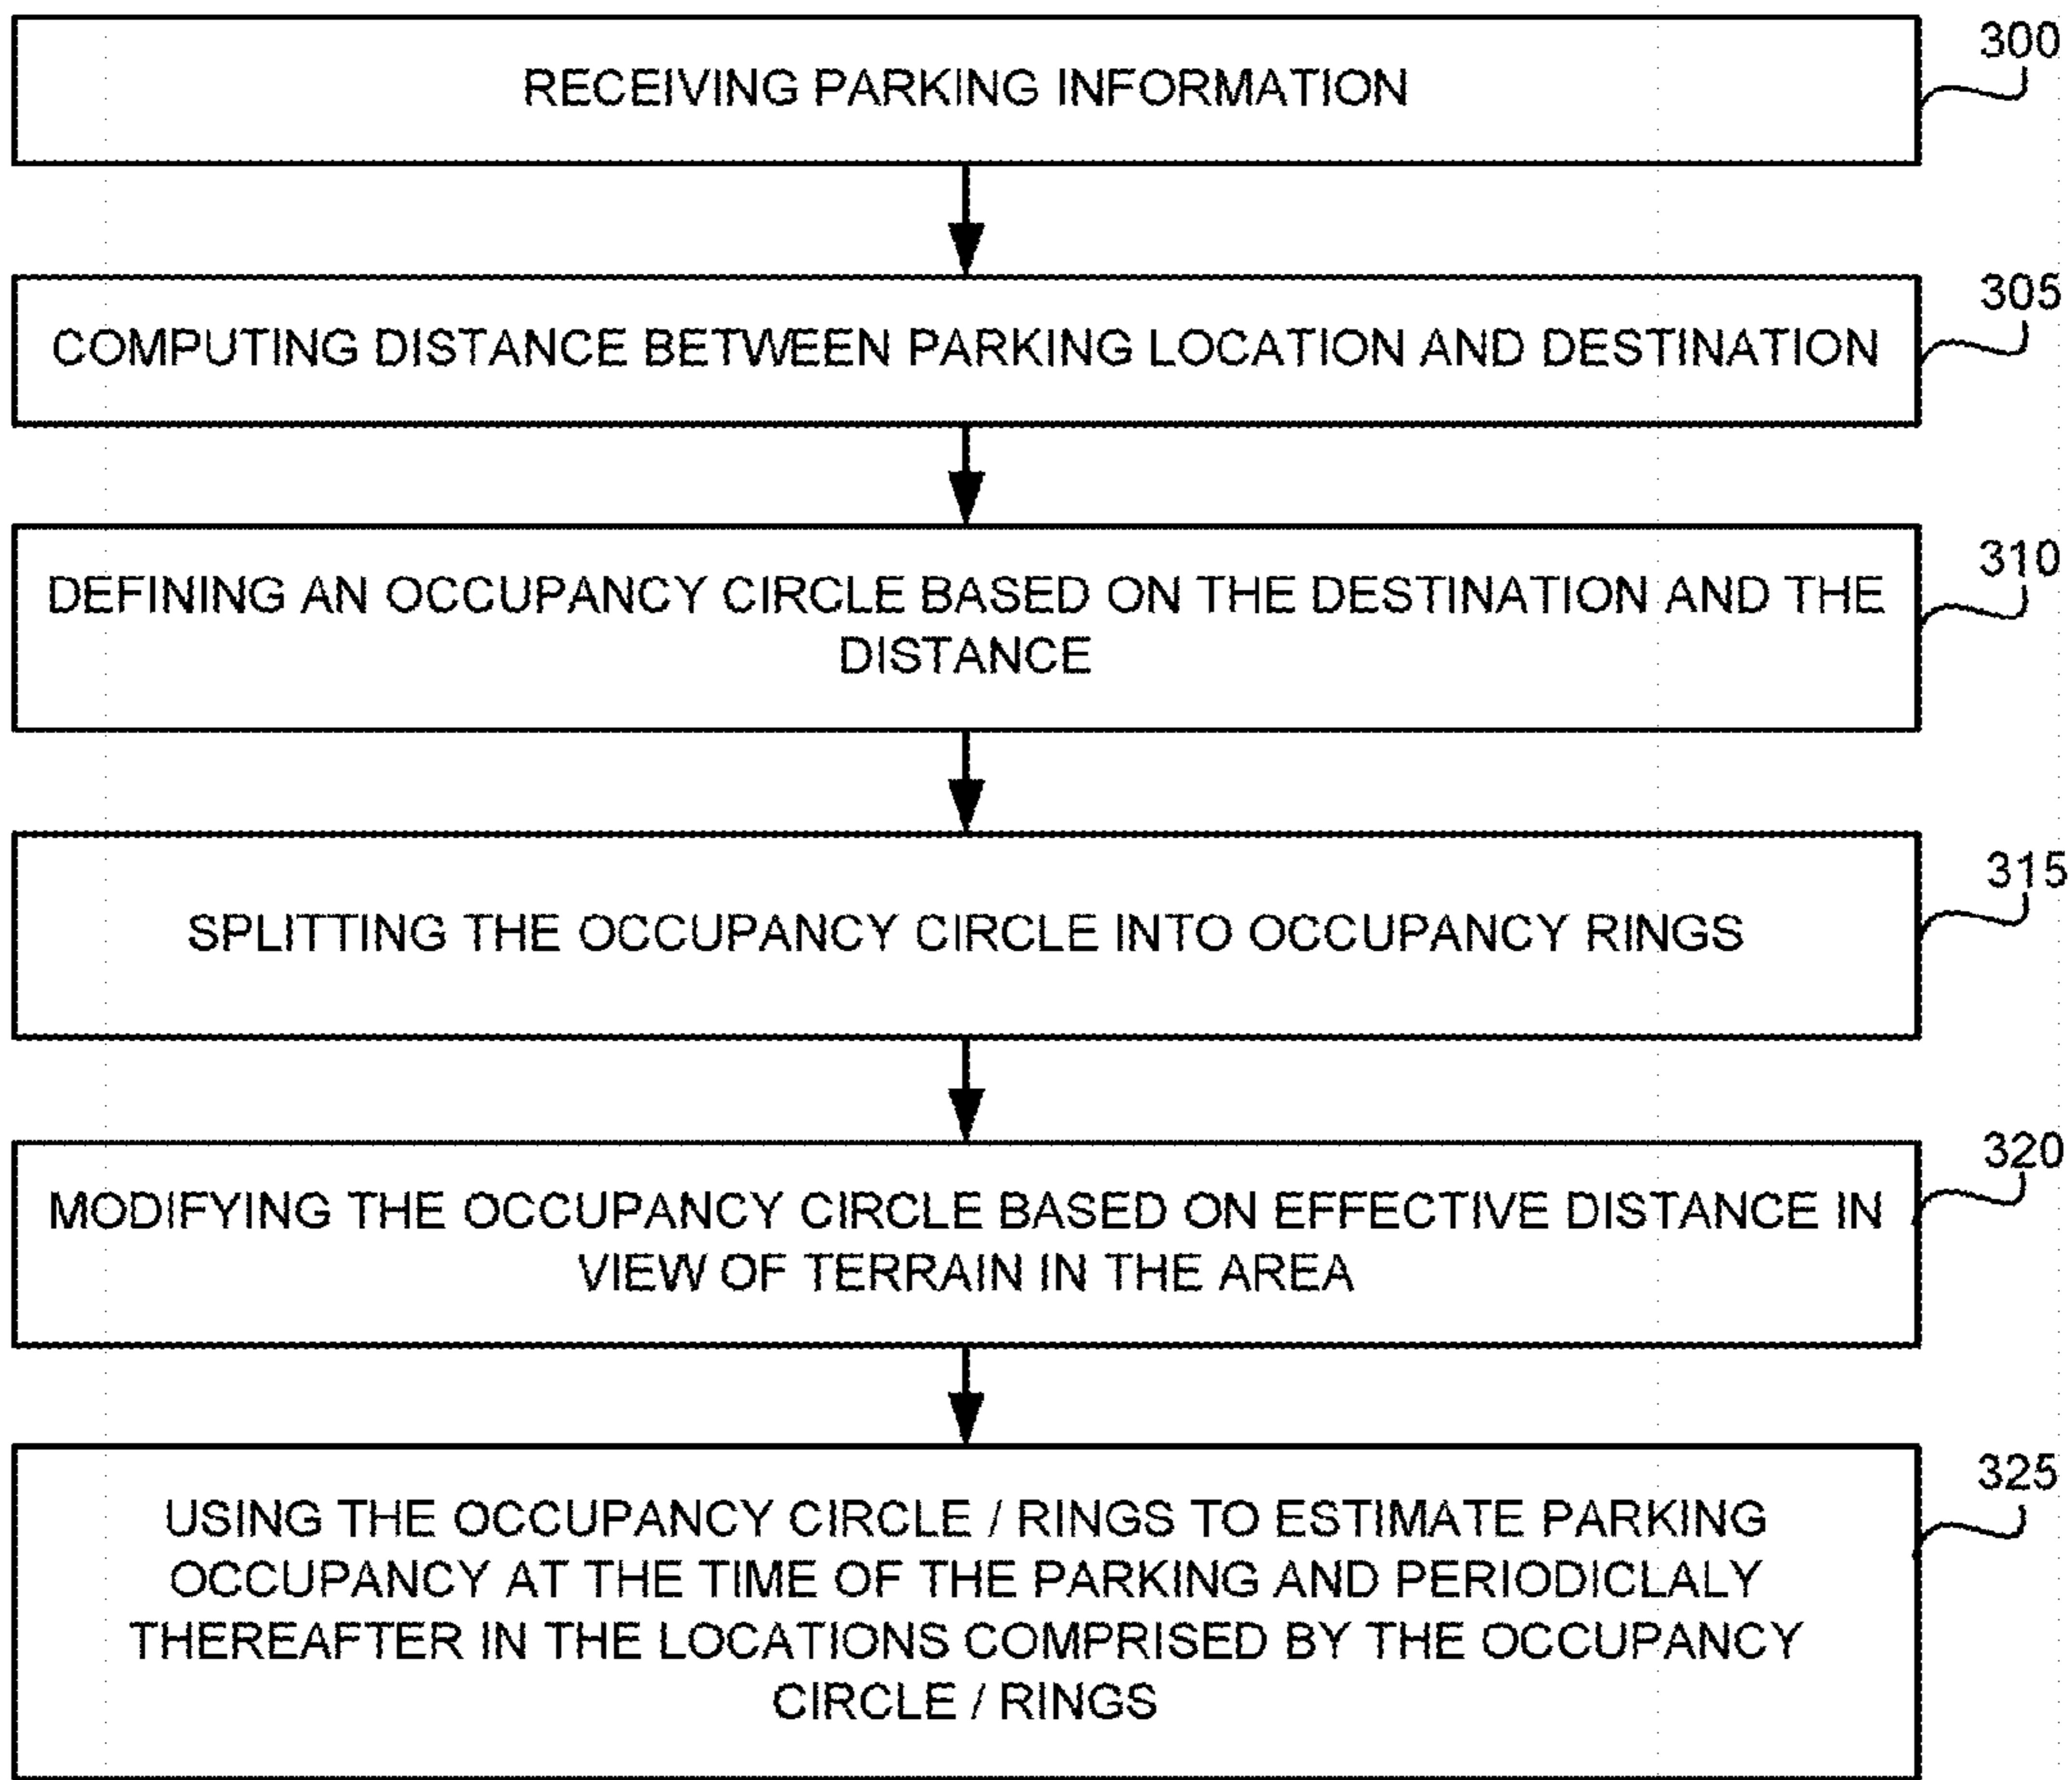 300
RECEIVING PARKING INFORMATION
305
COMPUTING DISTANCE BETWEEN PARKING LOCATION AND DESTINATION
310
DEFINING AN OCCUPANCY CIRCLE BASED ON THE DESTINATION AND THE
DISTANCE
315
SPLITTING THE OCCUPANCY CIRCLE INTO OCCUPANCY RINGS
320
MODIFYING THE OCCUPANCY CIRCLE BASED ON EFFECTIVE DISTANCE IN
VIEW OF TERRAIN IN THE AREA
325
USING THE OCCUPANCY CIRCLE / RINGS TO ESTIMATE PARKING
OCCUPANCY AT THE TIME OF THE PARKING AND PERIODICLALY
THEREAFTER IN THE LOCATIONS COMPRISED BY THE OCCUPANCY
CIRCLE / RINGS